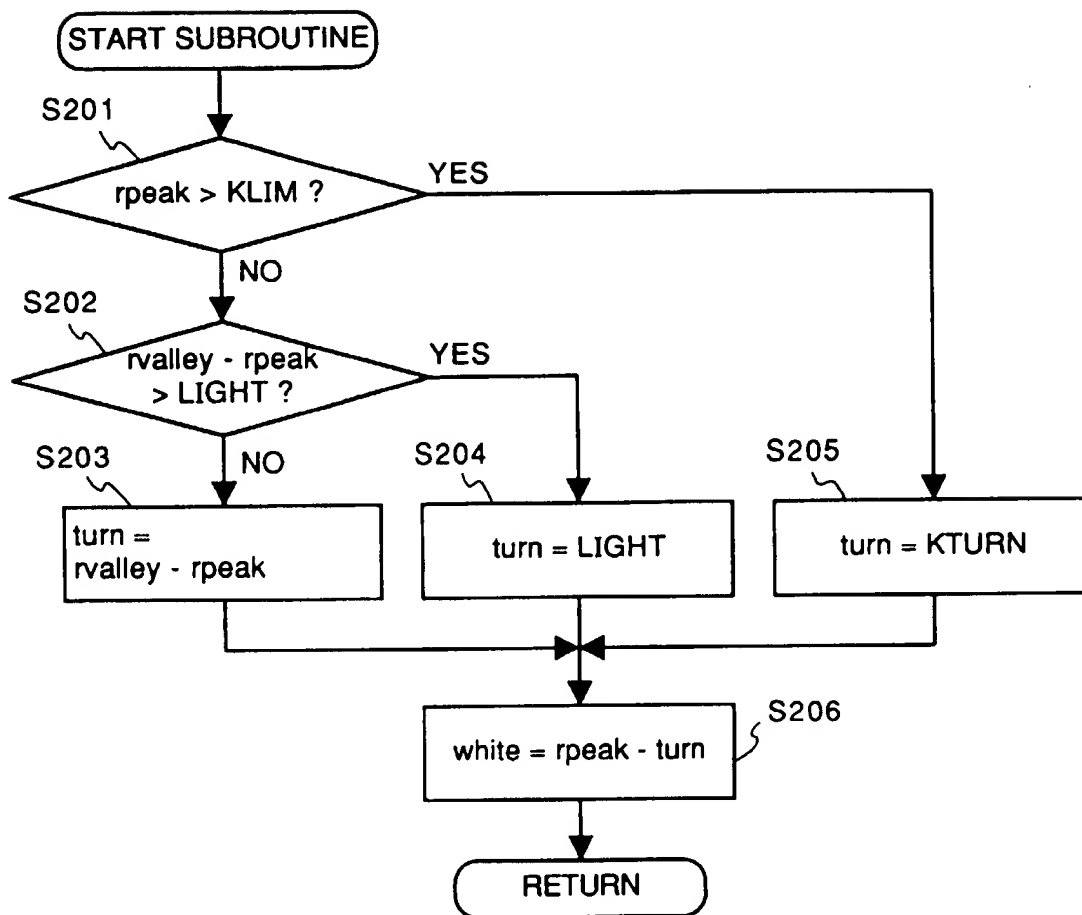 START SUBROUTINE
S201
rpeak > KLIM ?
YES
NO
S202
rvalley - rpeak
> LIGHT ?
YES
NO
S203
turn =
rvalley - rpeak
S204
turn = LIGHT
S205
turn = KTURN
S206
white = rpeak - turn
RETURN